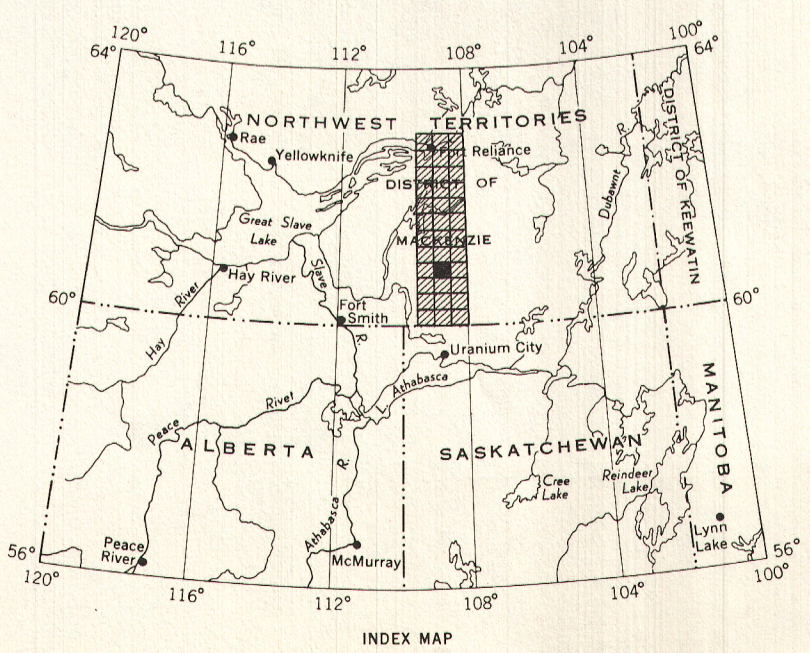 120°
116°
112°
108°
104°
100°
64°
64°
NORTHWEST TERRITORIES
Rae
Yellowknife
Fort Reliance
DISTRICT OF
MACKENZIE
DISTRICT OF KEEWATIN
Dubawnt
Great Slave
Lake
Slave
Hay River
River
Hay
60°
60°
Fort
Smith
R.
Uranium City
L. Athabasca
Peace
River
ALBERTA
SASKATCHEWAN
MANITOBA
R.
Athabasca
Cree
Lake
Reindeer
Lake
Lynn
Lake
Peace
River
McMurray
56°
56°
120°
116°
112°
108°
104°
100°
INDEX MAP